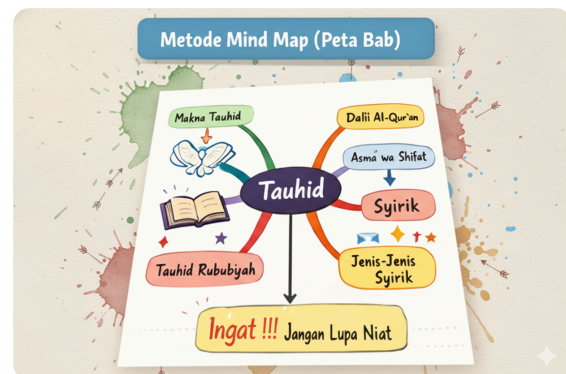 Metode Mind Map (Peta Bab)
Makna Tauhid
Dalii Al-Qur'an
Asma' wa Shifat
Tauhid
Syirik
Tauhid Rububiyah
Jenis-Jenis
Syirik
Ingat !!! Jangan Lupa Niat